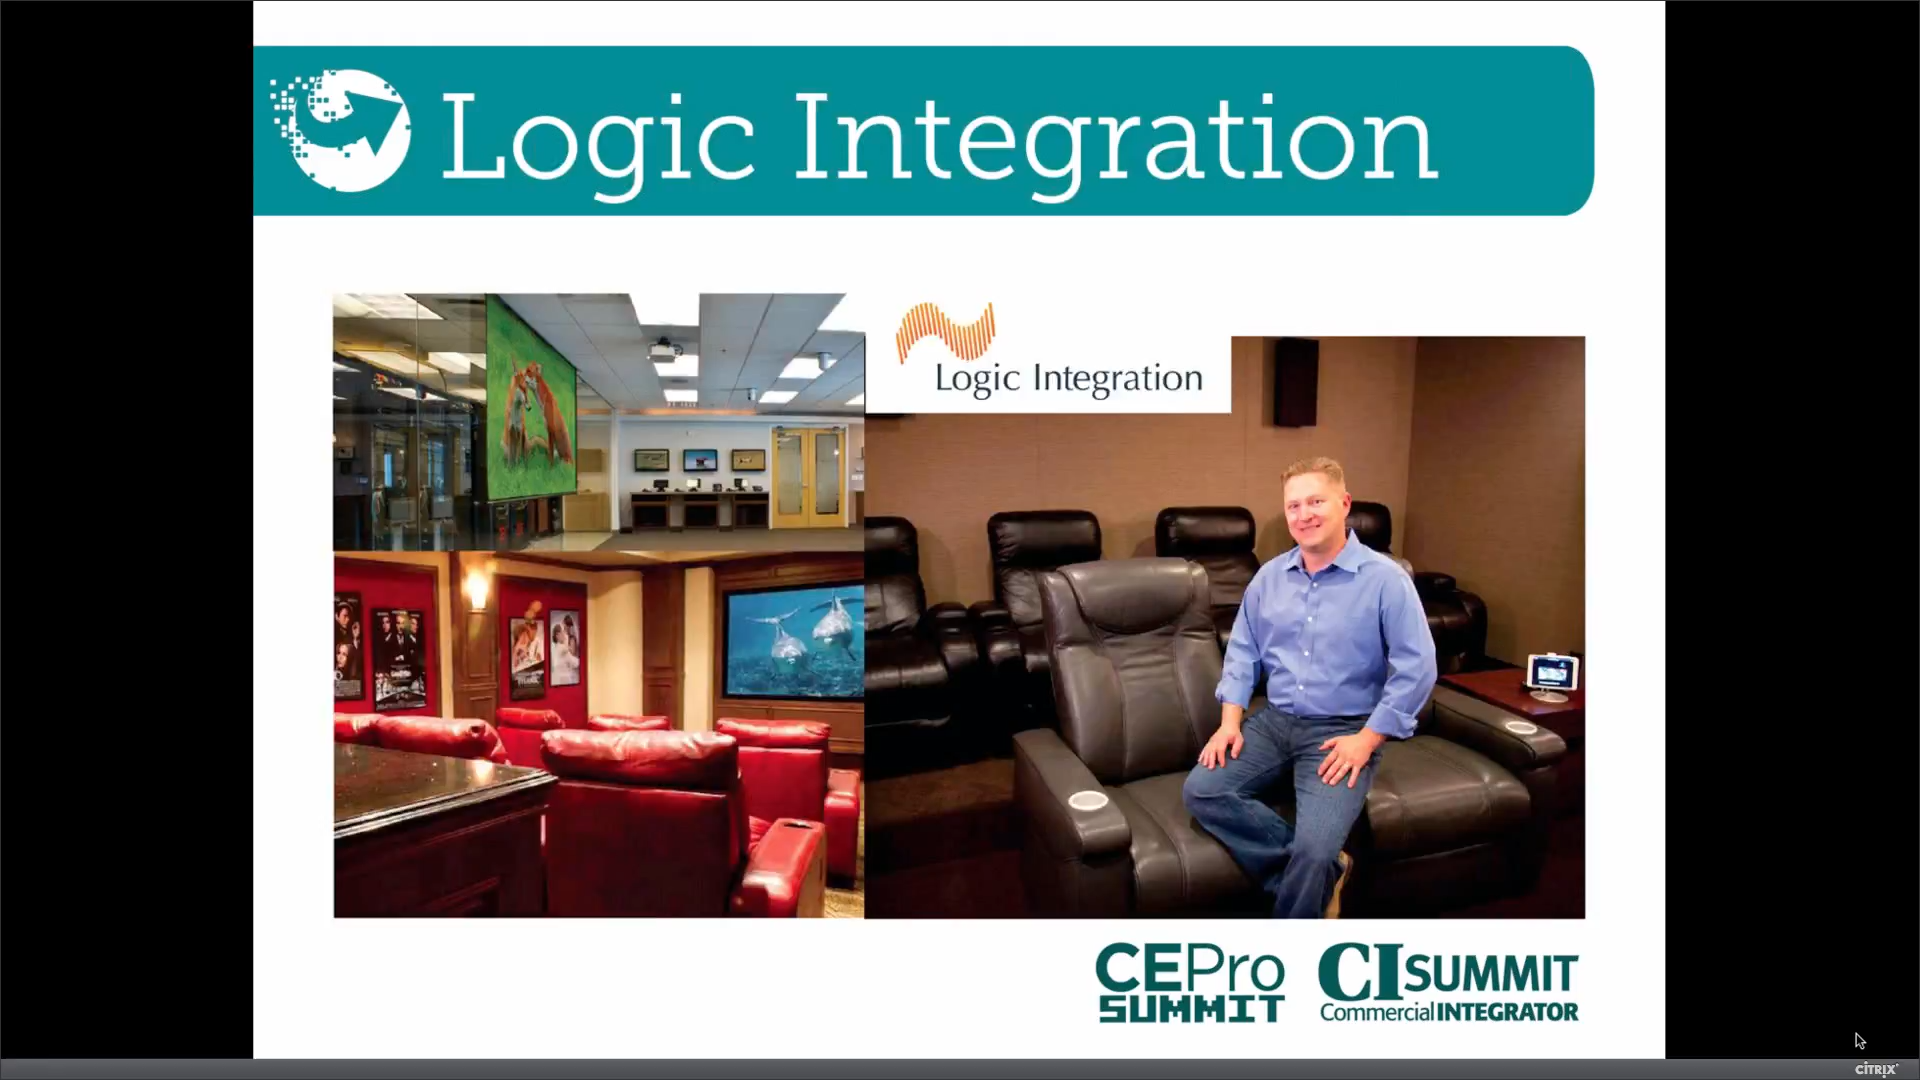 Logic Integration
Logic Integration
CEPro
SUMMIT
CI SUMMIT
Commercial INTEGRATOR
CITRIX